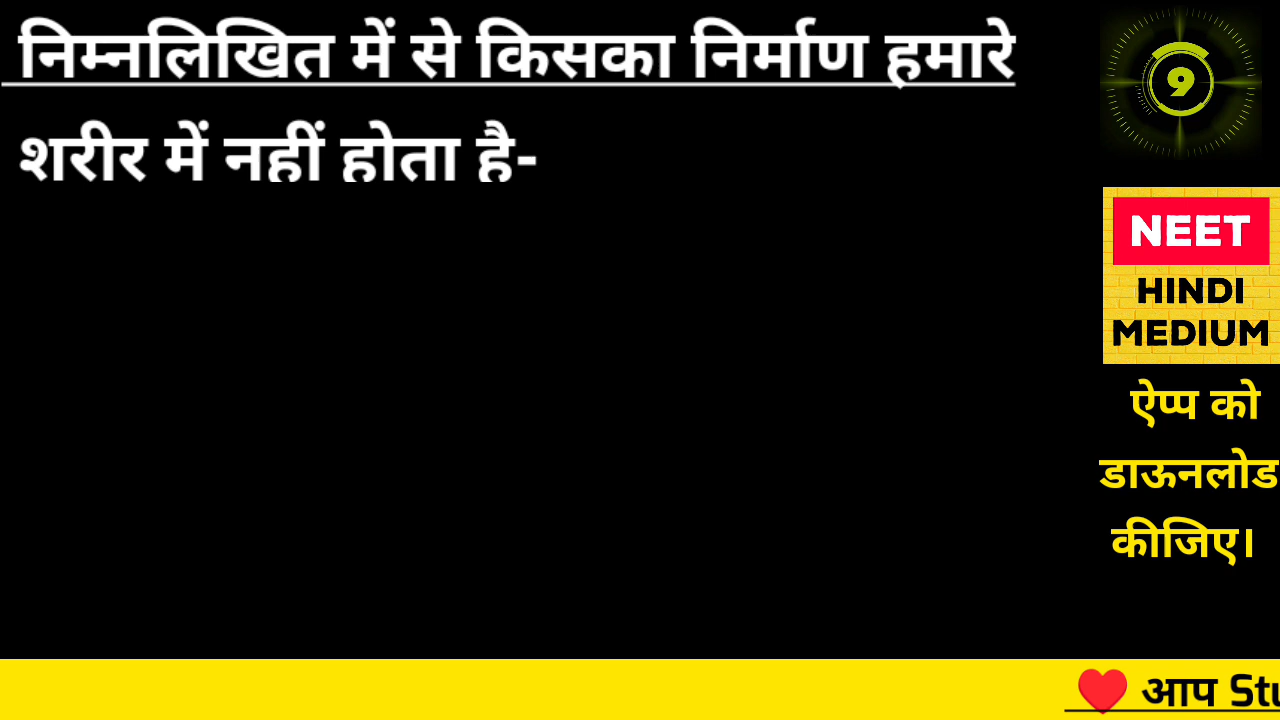 निम्नलिखित में से किसका निर्माण हमारे
शरीर में नहीं होता है-
9
NEET
HINDI
MEDIUM
ऐप्प को
डाऊनलोड
कीजिए।
❤️ आप